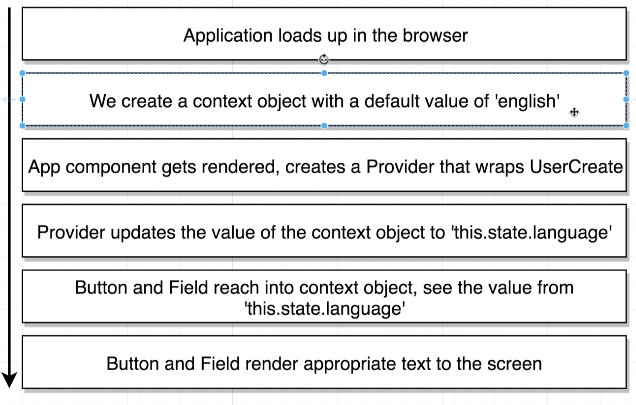 Application loads up in the browser
We create a context object with a default value of 'english'
App component gets rendered, creates a Provider that wraps UserCreate
Provider updates the value of the context object to 'this.state.language'
Button and Field reach into context object, see the value from
'this.state.language'
Button and Field render appropriate text to the screen